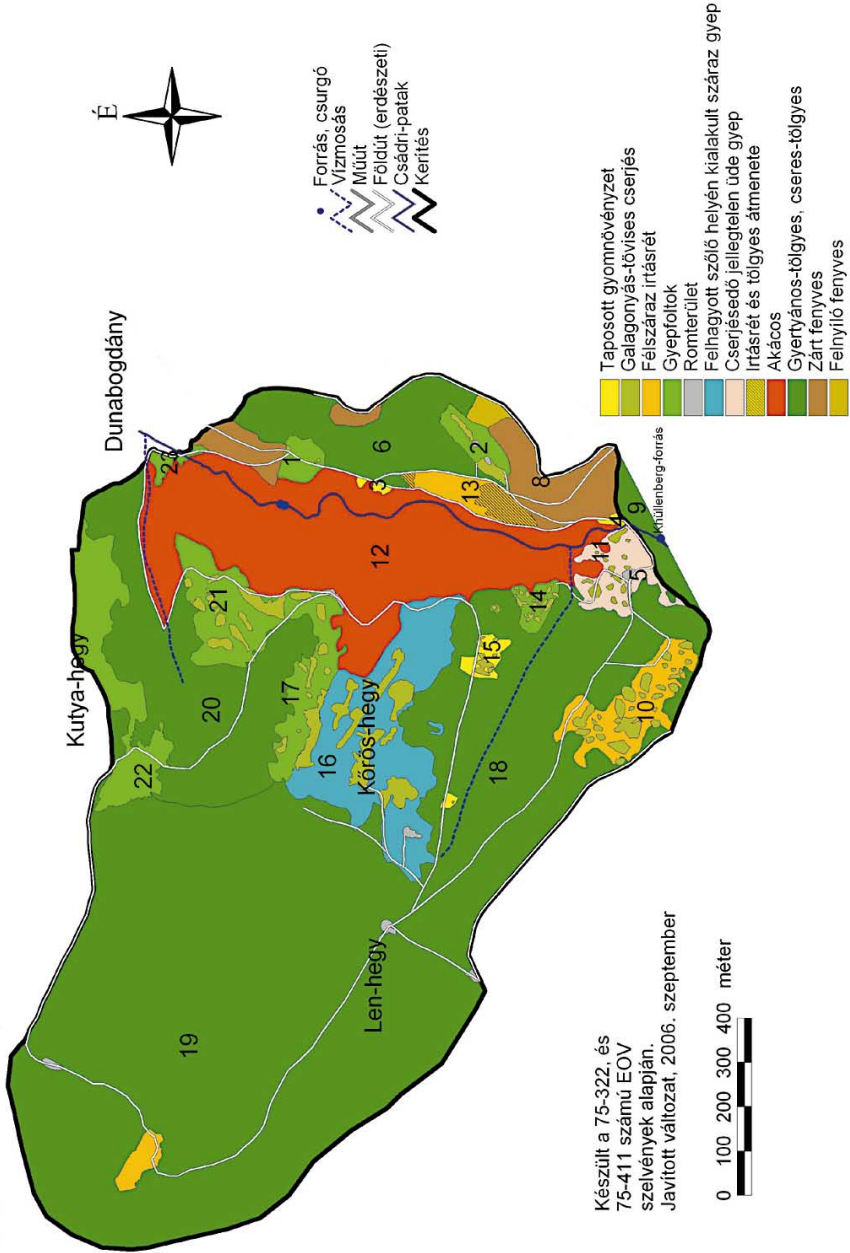 É
Forrás, csurgó
Vízmosás
Műút
Földút (erdészeti)
Csádri-patak
Kerítés
Dunabogdány
Kutya-hegy
23
1
6
2
3
13
8
12
4
9
Khüllenberg-forrás
11
5
21
14
20
17
15
22
16
Kőrös-hegy
18
10
19
Len-hegy
Taposott gyomnövényzet
Galagonyás-tövises cserjés
Félszáraz irtásrét
Gyepfoltok
Romterület
Felhagyott szőlő helyén kialakult száraz gyep
Cserjésedő jellegtelen üde gyep
Irtásrét és tölgyes átmenete
Akácos
Gyertyános-tölgyes, cseres-tölgyes
Zárt fenyves
Felnyíló fenyves
Készült a 75-322, és
75-411 számú EOV
szelvények alapján.
Javított változat, 2006. szeptember
0 100 200 300 400 méter